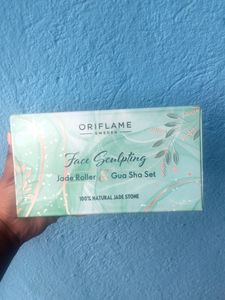 ORIFLAME
SWEDEN
Face Sculpting
Jade Roller & Gua Sha Set
100% NATURAL JADE STONE